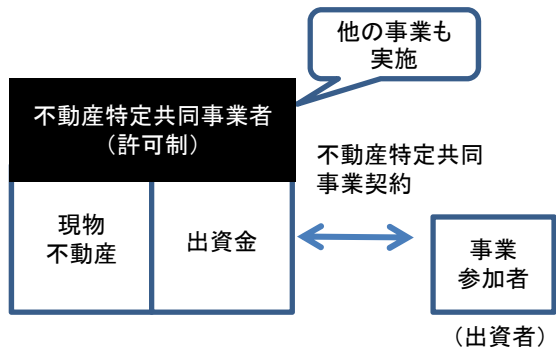 他の事業も
実施
不動産特定共同事業者
（許可制）
不動産特定共同
事業契約
現物
不動産
出資金
事業
参加者
（出資者）